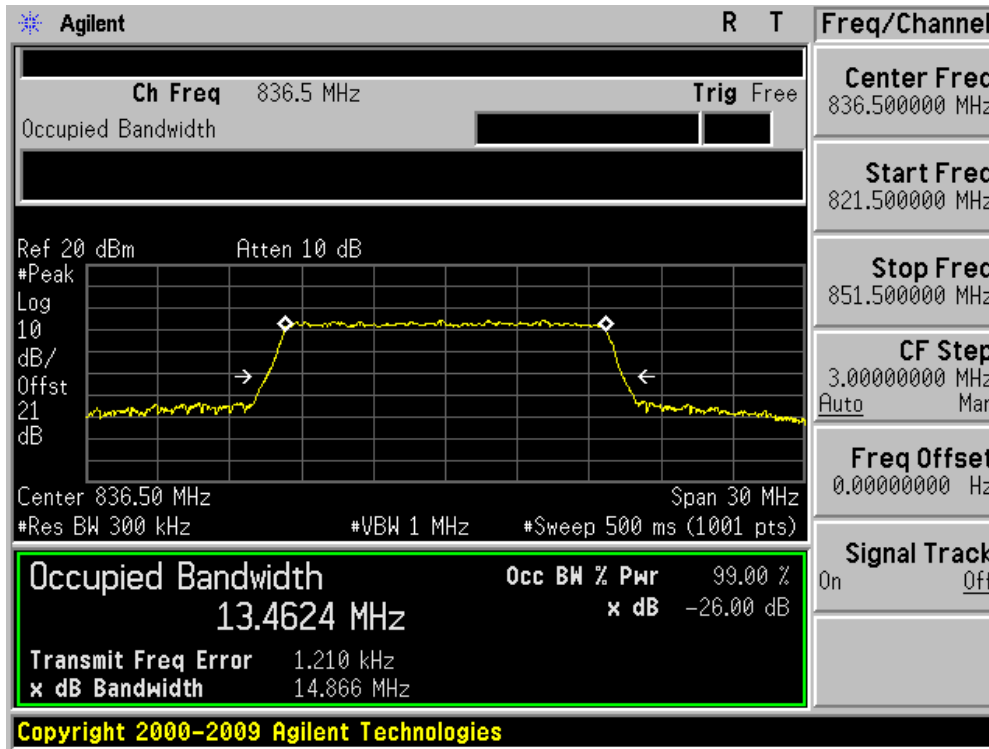 Agilent R T
Ch Freq 836.5 MHz Trig Free
Occupied Bandwidth
Ref 20 dBm Atten 10 dB
#Peak
Log
10
dB/
Offst
21
dB
Center 836.50 MHz Span 30 MHz
#Res BW 300 kHz #VBW 1 MHz #Sweep 500 ms (1001 pts)
Occupied Bandwidth
13.4624 MHz
Occ BW % Pwr 99.00 %
x dB -26.00 dB
Transmit Freq Error 1.210 kHz
x dB Bandwidth 14.866 MHz
Copyright 2000-2009 Agilent Technologies
Freq/Channel
Center Freq
836.500000 MHz
Start Freq
821.500000 MHz
Stop Freq
851.500000 MHz
CF Step
3.00000000 MHz
Auto Man
Freq Offset
0.00000000 Hz
Signal Track
On Off